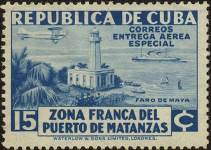 REPUBLICA DE CUBA
CORREOS
ENTREGA AEREA
ESPECIAL
FARO DE MAYA
15 ZONA FRANCA DEL ¢
PUERTO DE MATANZAS
WATERLOW & SONS LIMITED, LONDRES.